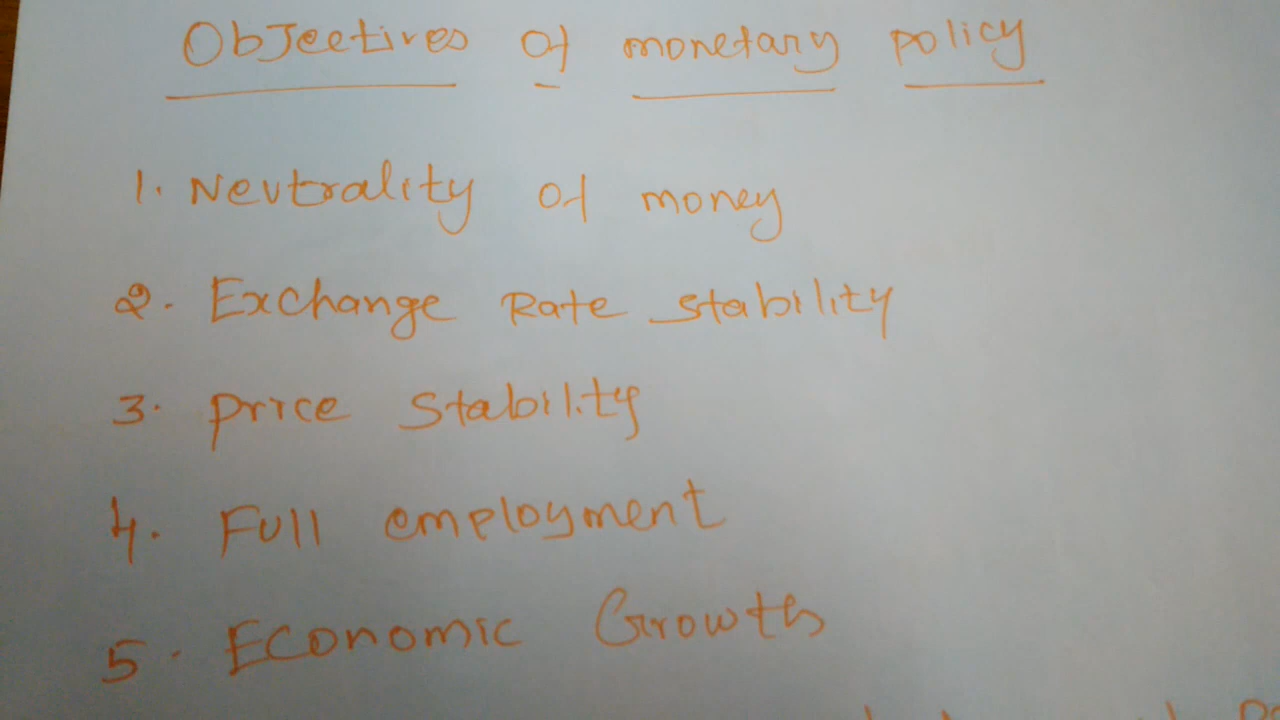 Objectives of monetary policy
1. Neutrality of money
2. Exchange Rate stability
3. price stability
4. Full employment
5. Economic Growth